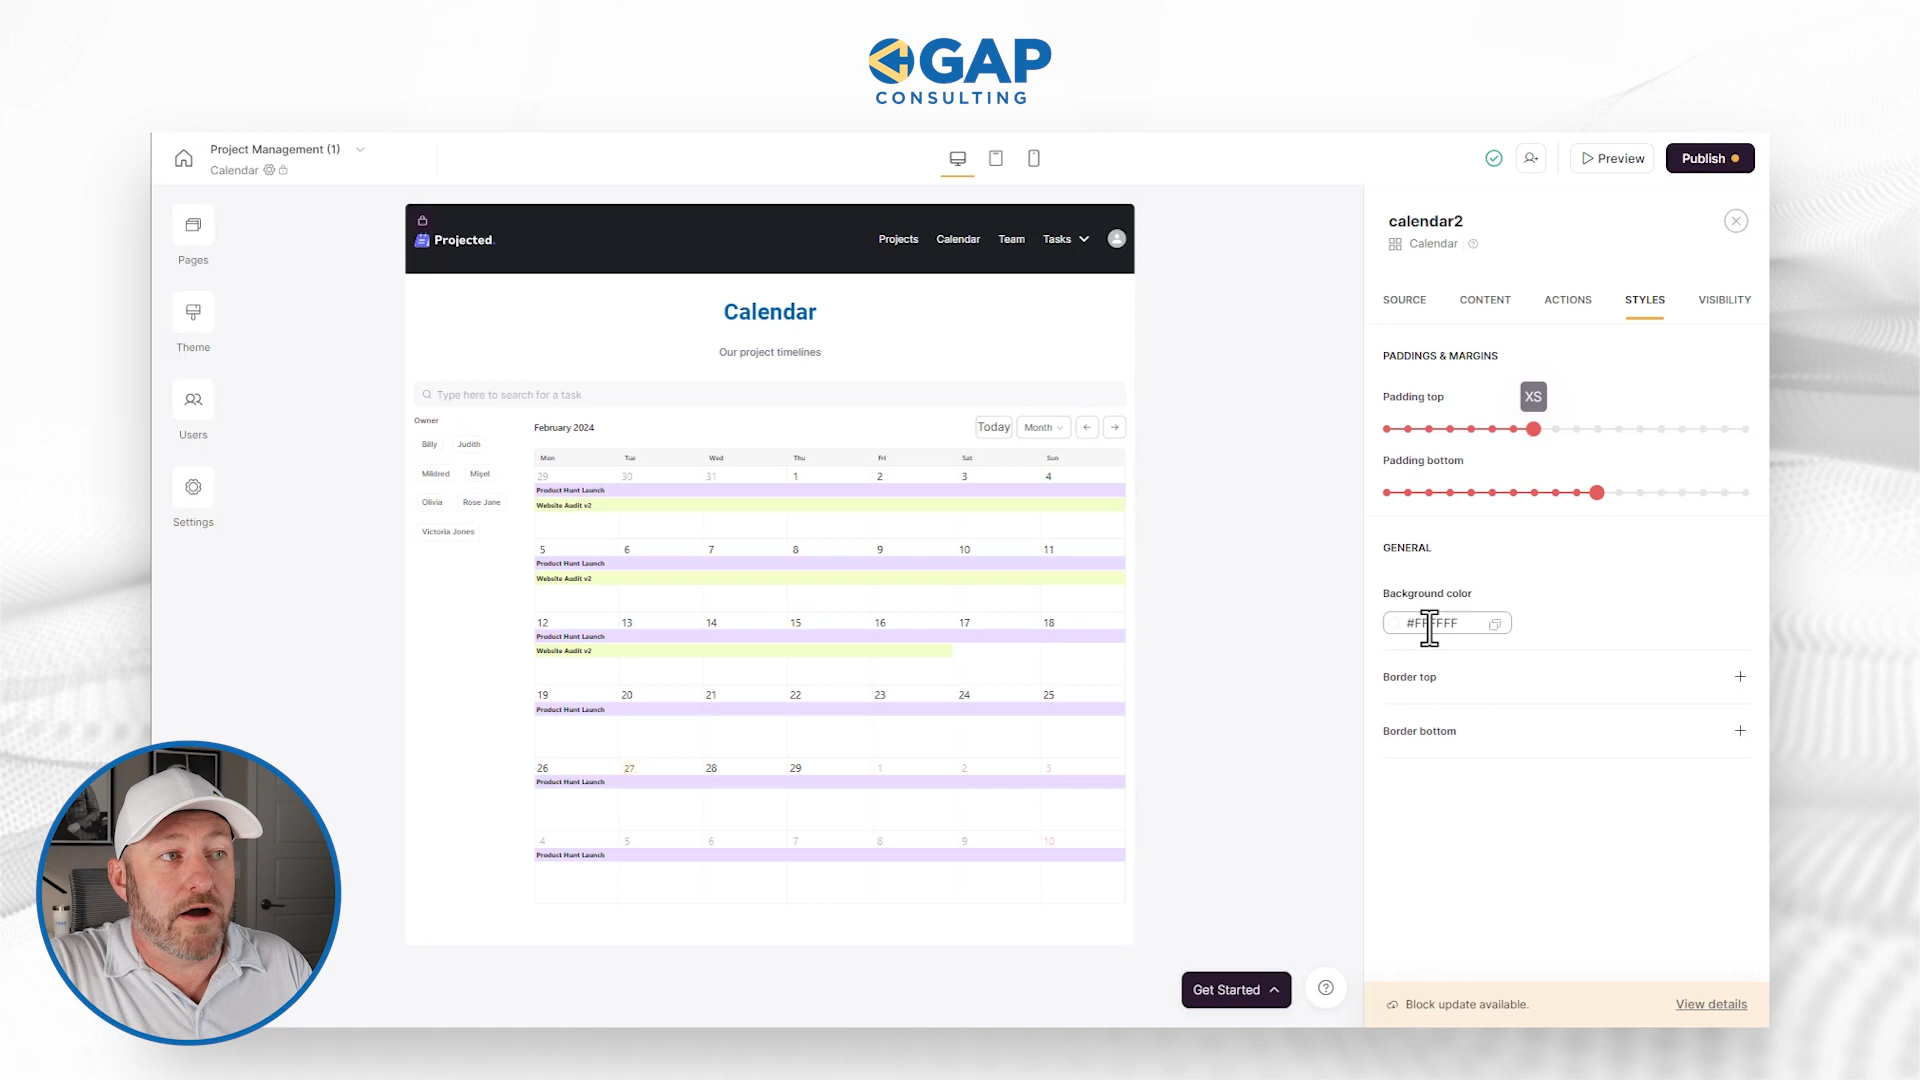 GAP
CONSULTING
Project Management (1)
Calendar
Preview
Publish
Pages
Theme
Users
Settings
Projected.
Projects
Calendar
Team
Tasks
Calendar
Our project timelines
Type here to search for a task
Owner
Billy
Judith
Mildred
Mişel
Olivia
Rose Jane
Victoria Jones
February 2024
Today
Month
Mon Tue Wed Thu Fri Sat Sun
29 30 31 1 2 3 4
Product Hunt Launch
Website Audit v2
5 6 7 8 9 10 11
Product Hunt Launch
Website Audit v2
12 13 14 15 16 17 18
Product Hunt Launch
Website Audit v2
19 20 21 22 23 24 25
Product Hunt Launch
26 27 28 29 1 2 3
Product Hunt Launch
4 5 6 7 8 9 10
Product Hunt Launch
Get Started
calendar2
Calendar
SOURCE
CONTENT
ACTIONS
STYLES
VISIBILITY
PADDINGS & MARGINS
Padding top
XS
Padding bottom
GENERAL
Background color
#FFFFFF
Border top
Border bottom
Block update available.
View details